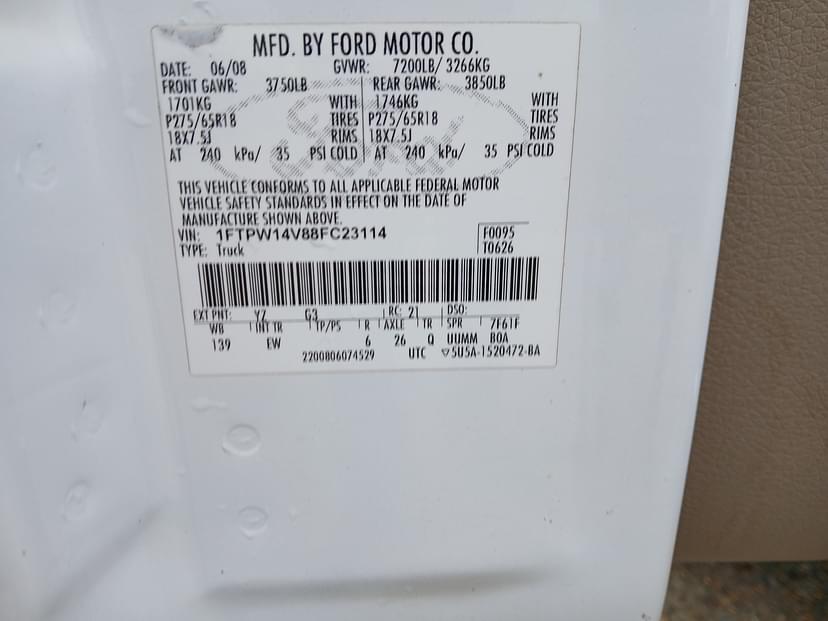 MFD. BY FORD MOTOR CO.
DATE: 06/08 GVWR: 7200LB/ 3266KG
FRONT GAWR: 3750LB REAR GAWR: 3850LB
1701KG WITH 1746KG WITH
P275/65R18 TIRES P275/65R18 TIRES
18X7.5J RIMS 18X7.5J RIMS
AT 240 kPa/ 35 PSI COLD AT 240 kPa/ 35 PSI COLD
THIS VEHICLE CONFORMS TO ALL APPLICABLE FEDERAL MOTOR
VEHICLE SAFETY STANDARDS IN EFFECT ON THE DATE OF
MANUFACTURE SHOWN ABOVE.
VIN: 1FTPW14V88FC23114 F0095
TYPE: Truck T0626
EXT PNT: YZ G3 RC: 21 DSO:
WB INT TR TP/PS R AXLE TR SPR 7F61F
139 EW 6 26 Q UUMM BOA
2200806074529 UTC ▽5U5A-1520472-BA